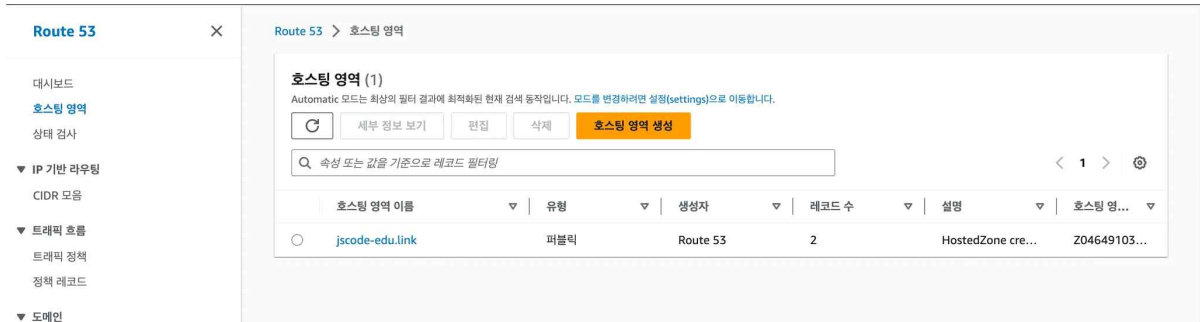 Route 53
대시보드
호스팅 영역
상태 검사
IP 기반 라우팅
CIDR 모음
트래픽 흐름
트래픽 정책
정책 레코드
도메인
Route 53 > 호스팅 영역
호스팅 영역 (1)
Automatic 모드는 최상의 필터 결과에 최적화된 현재 검색 동작입니다. 모드를 변경하려면 설정(settings)으로 이동합니다.
세부 정보 보기 편집 삭제 호스팅 영역 생성
속성 또는 값을 기준으로 레코드 필터링
< 1 >
호스팅 영역 이름 유형 생성자 레코드 수 설명 호스팅 영...
jscode-edu.link 퍼블릭 Route 53 2 HostedZone cre... Z04649103...